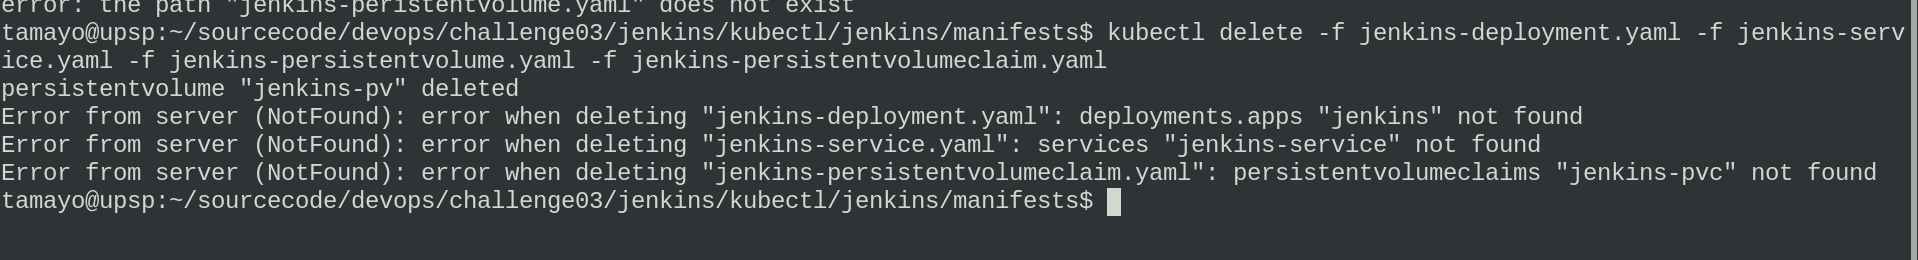 error: the path "jenkins-peristentvolume.yaml" does not exist
tamayo@upsp:~/sourcecode/devops/challenge03/jenkins/kubectl/jenkins/manifests$ kubectl delete -f jenkins-deployment.yaml -f jenkins-serv
ice.yaml -f jenkins-persistentvolume.yaml -f jenkins-persistentvolumeclaim.yaml
persistentvolume "jenkins-pv" deleted
Error from server (NotFound): error when deleting "jenkins-deployment.yaml": deployments.apps "jenkins" not found
Error from server (NotFound): error when deleting "jenkins-service.yaml": services "jenkins-service" not found
Error from server (NotFound): error when deleting "jenkins-persistentvolumeclaim.yaml": persistentvolumeclaims "jenkins-pvc" not found
tamayo@upsp:~/sourcecode/devops/challenge03/jenkins/kubectl/jenkins/manifests$